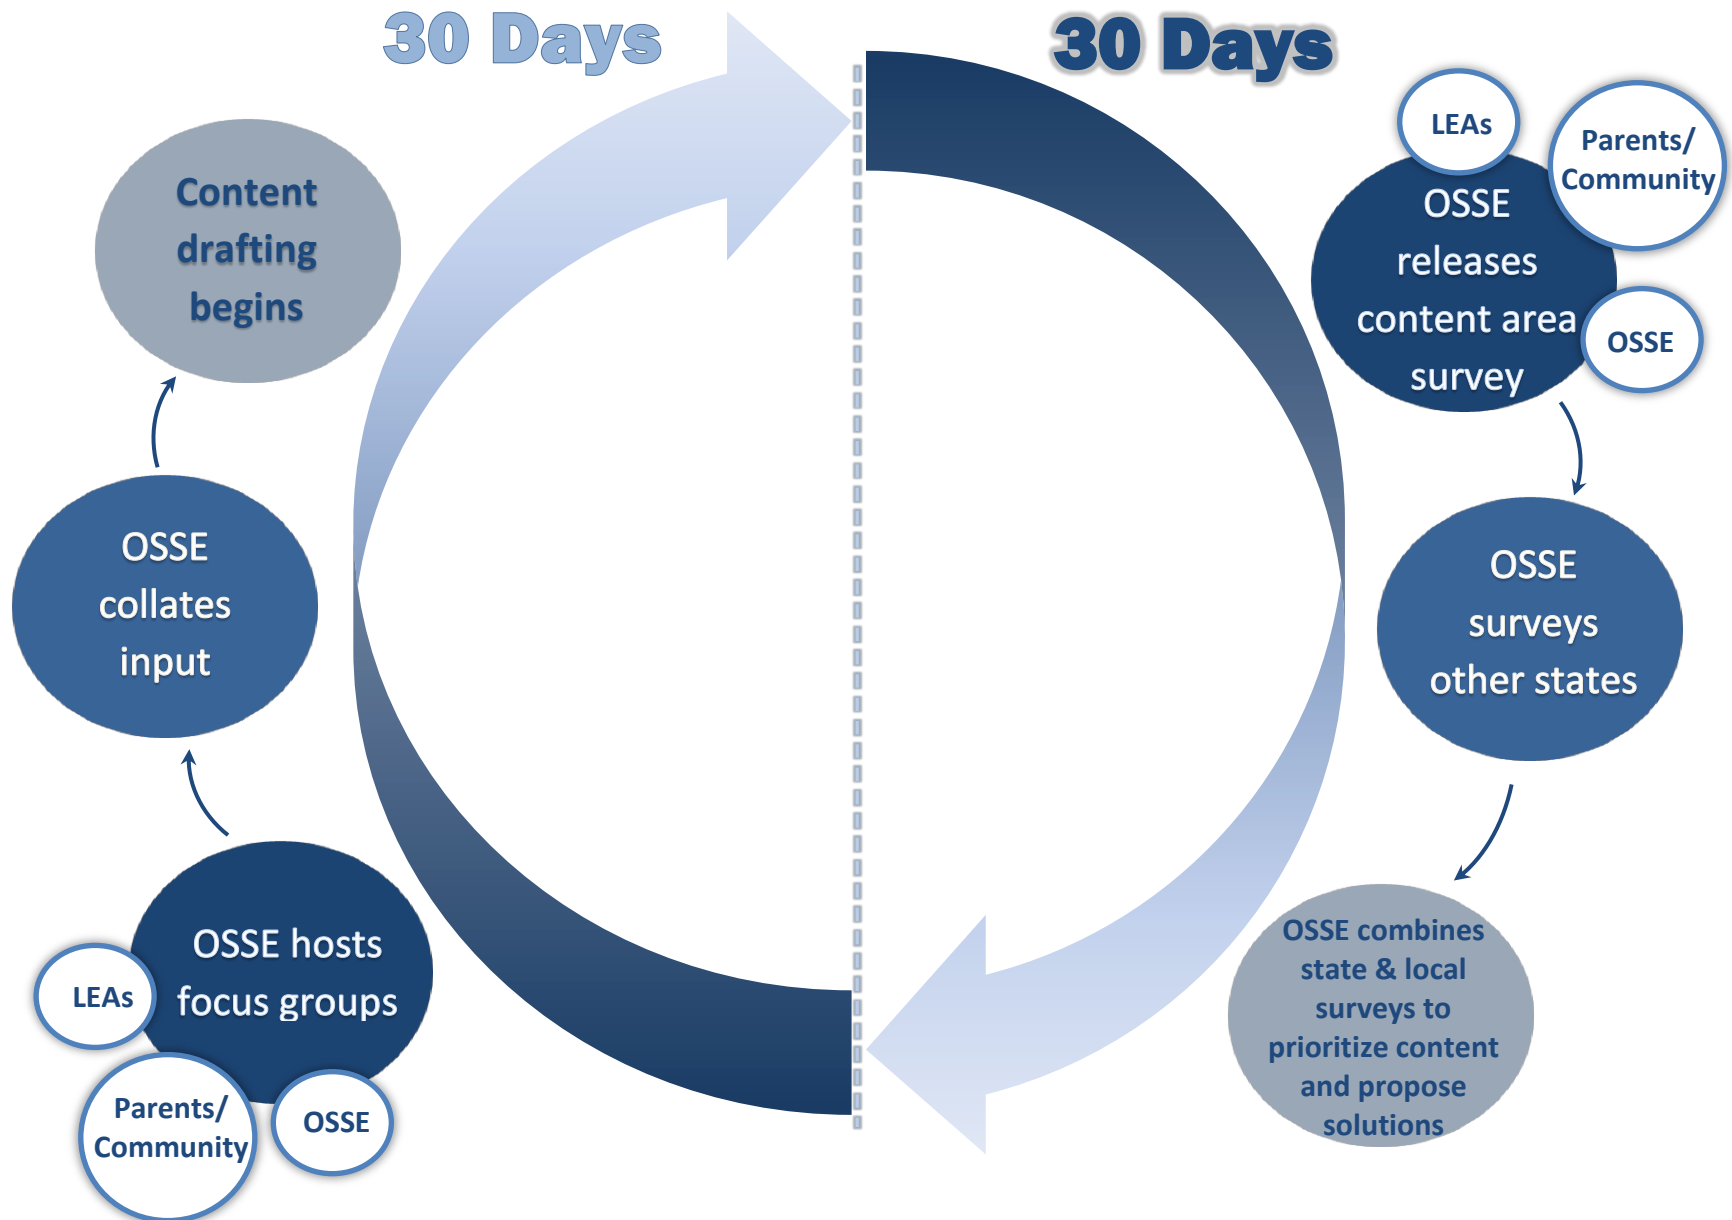 30 Days
30 Days
LEAs
Parents/
Community
OSSE
releases
content area
survey
OSSE
OSSE
surveys
other states
OSSE combines
state & local
surveys to
prioritize content
and propose
solutions
OSSE hosts
focus groups
LEAs
Parents/
Community
OSSE
OSSE
collates
input
Content
drafting
begins